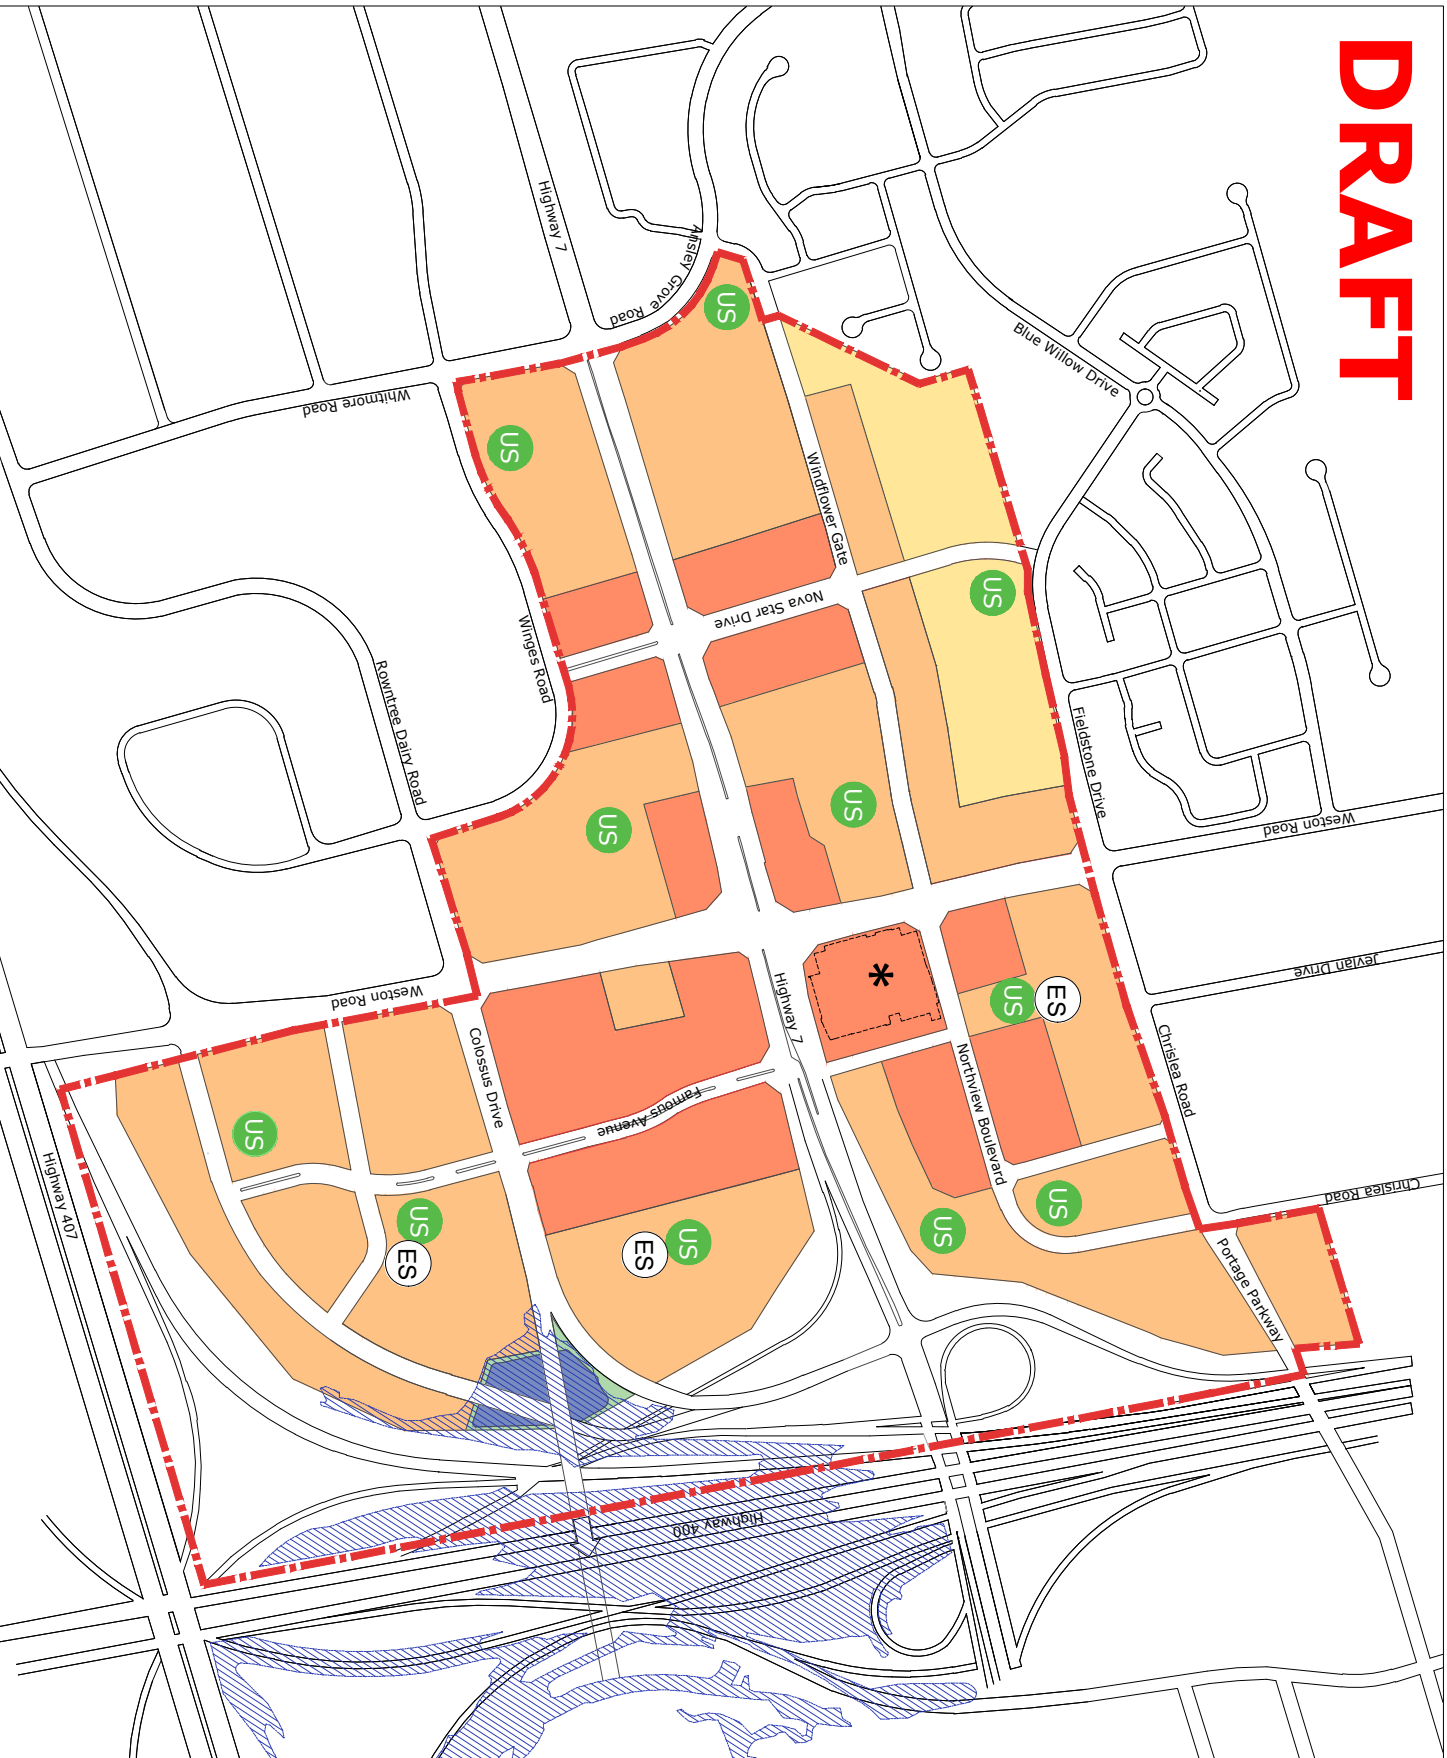 DRAFT
Highway 7
Ansley Grove Road
US
Blue Willow Drive
Whitmore Road
US
Windflower Gate
Nova Star Drive
US
Winges Road
Rowntree Dairy Road
Fieldstone Drive
US
US
Weston Road
Highway 7
*
US
ES
Jevlan Drive
Weston Road
Colossus Drive
Famous Avenue
Northview Boulevard
Chrislea Road
US
Highway 407
US
ES
ES
US
US
US
Chrislea Road
Portage Parkway
Highway 400